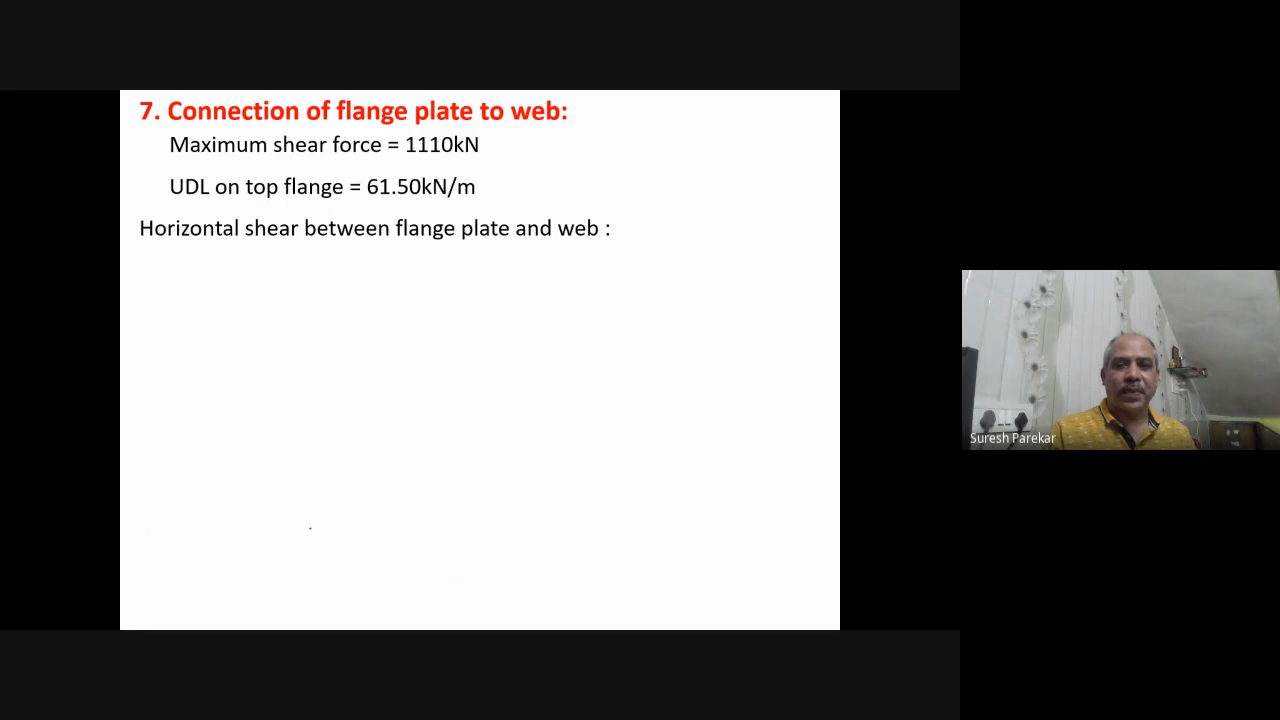 7. Connection of flange plate to web:
Maximum shear force = 1110kN
UDL on top flange = 61.50kN/m
Horizontal shear between flange plate and web :
Suresh Parekar